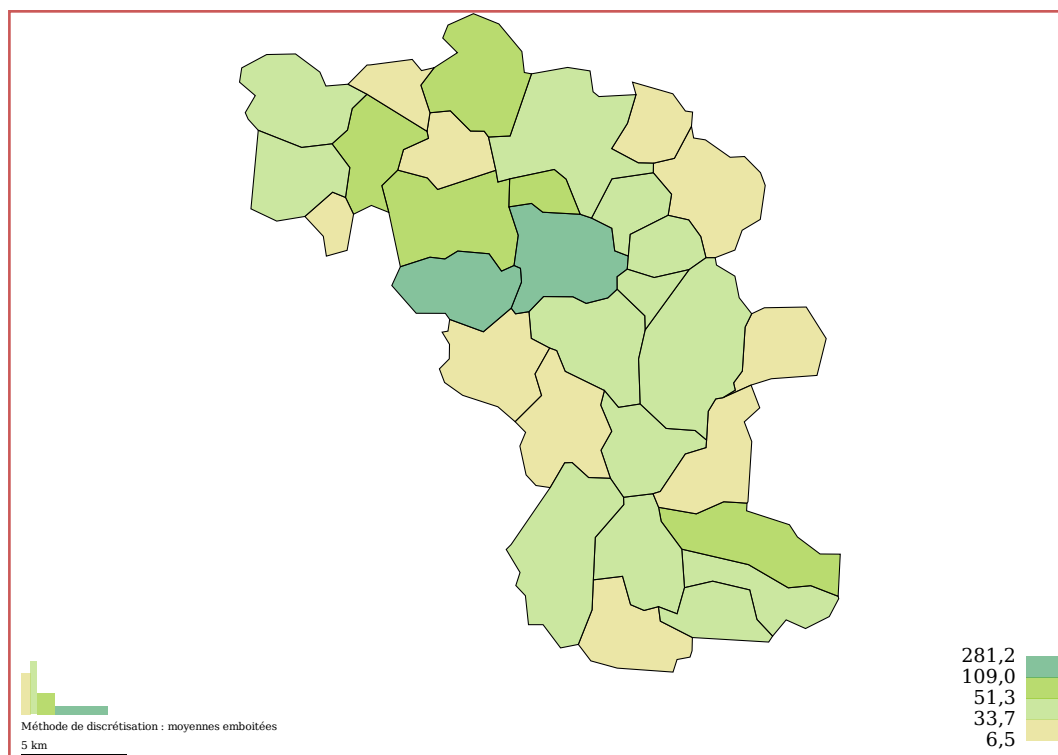 281,2
109,0
51,3
33,7
6,5
Méthode de discrétisation : moyennes emboitées
5 km